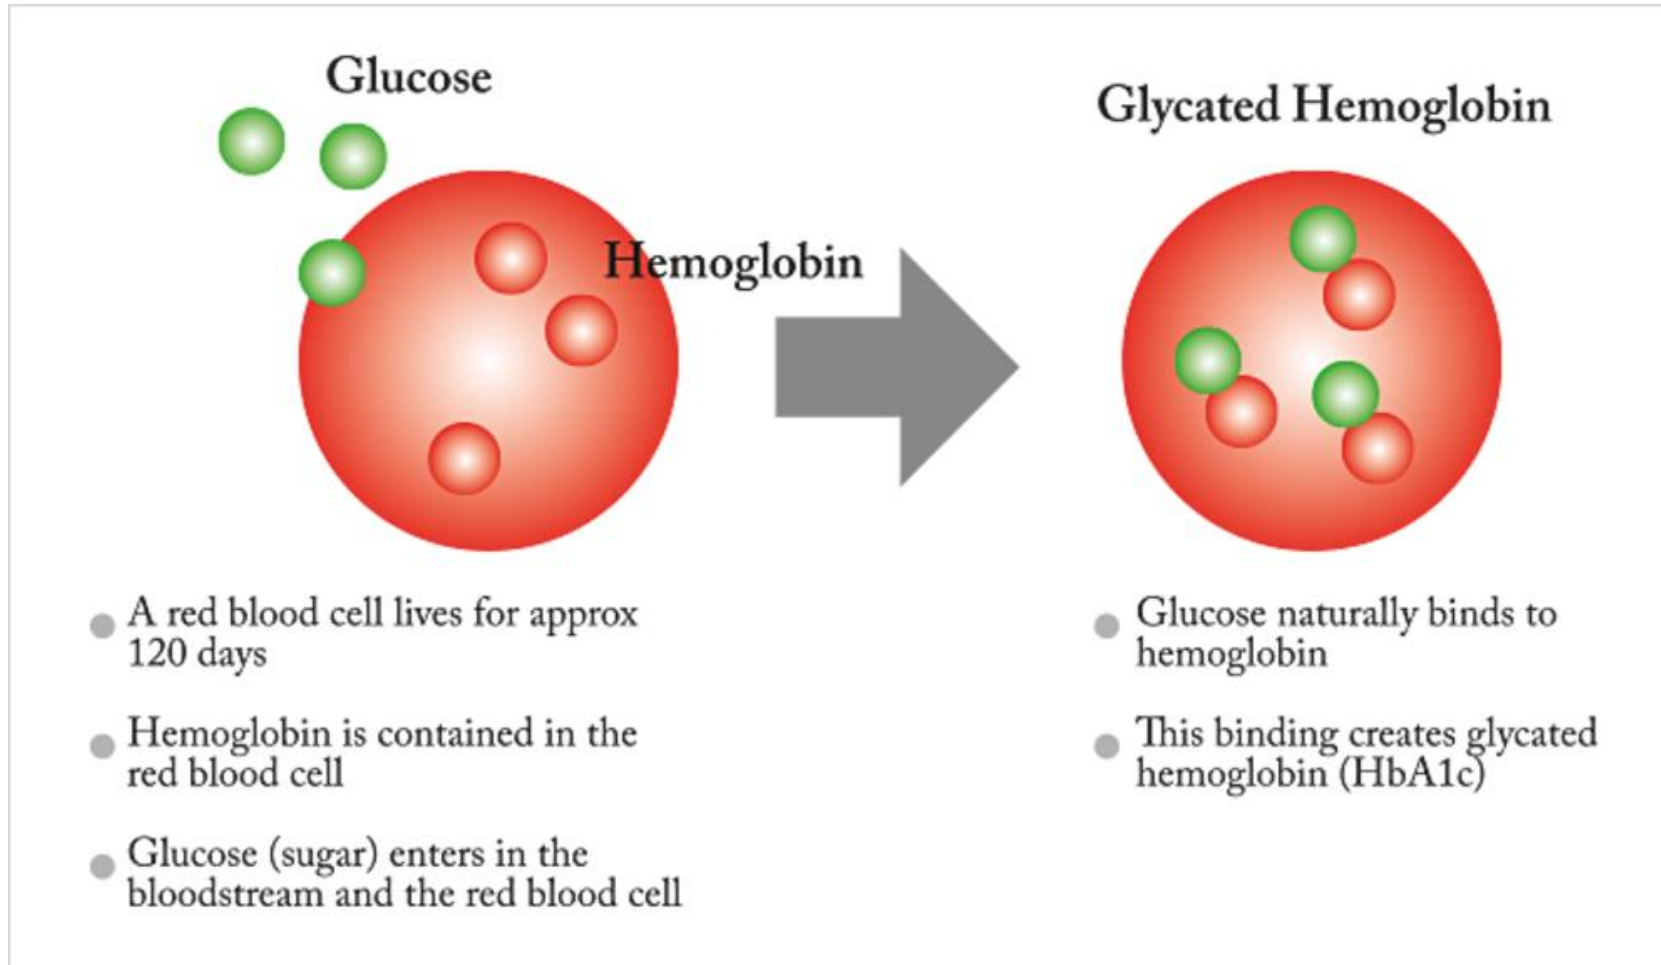 Glucose
Hemoglobin
A red blood cell lives for approx
120 days
Hemoglobin is contained in the
red blood cell
Glucose (sugar) enters in the
bloodstream and the red blood cell
Glycated Hemoglobin
Glucose naturally binds to
hemoglobin
This binding creates glycated
hemoglobin (HbA1c)